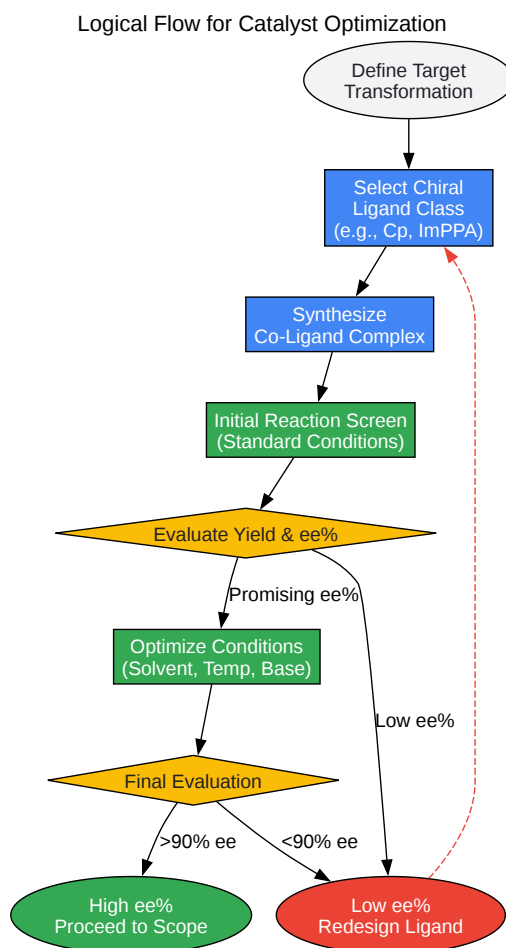 Logical Flow for Catalyst Optimization
Define Target
Transformation
Select Chiral
Ligand Class
(e.g., Cp, ImPPA)
Synthesize
Co-Ligand Complex
Initial Reaction Screen
(Standard Conditions)
Evaluate Yield & ee%
Promising ee%
Optimize Conditions
(Solvent, Temp, Base)
Low ee%
Final Evaluation
>90% ee
<90% ee
High ee%
Proceed to Scope
Low ee%
Redesign Ligand